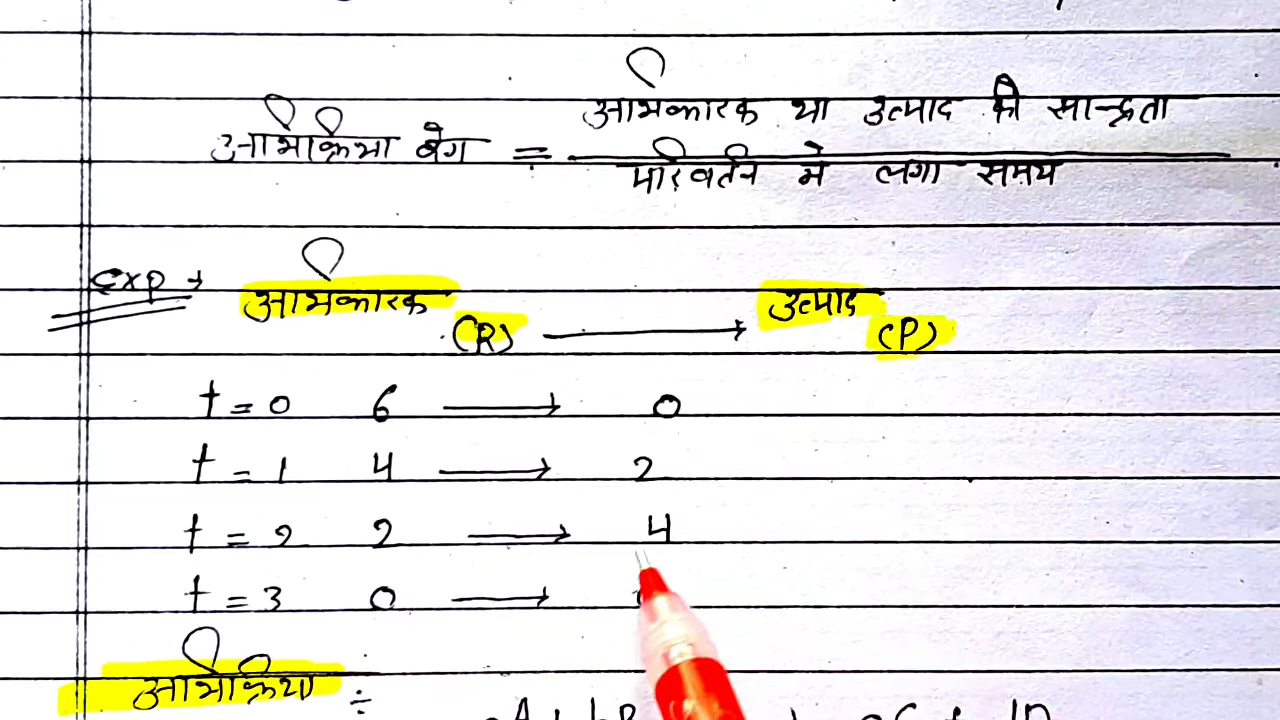 अभिकारक या उत्पाद की सान्द्रता
अभिक्रिया वेग =
परिवर्तन में लगा समय
Exp → अभिकारक (R) ⟶ उत्पाद (P)
t = 0 6 ⟶ 0
t = 1 4 ⟶ 2
t = 2 2 ⟶ 4
t = 3 0 ⟶
अभिक्रिया ÷